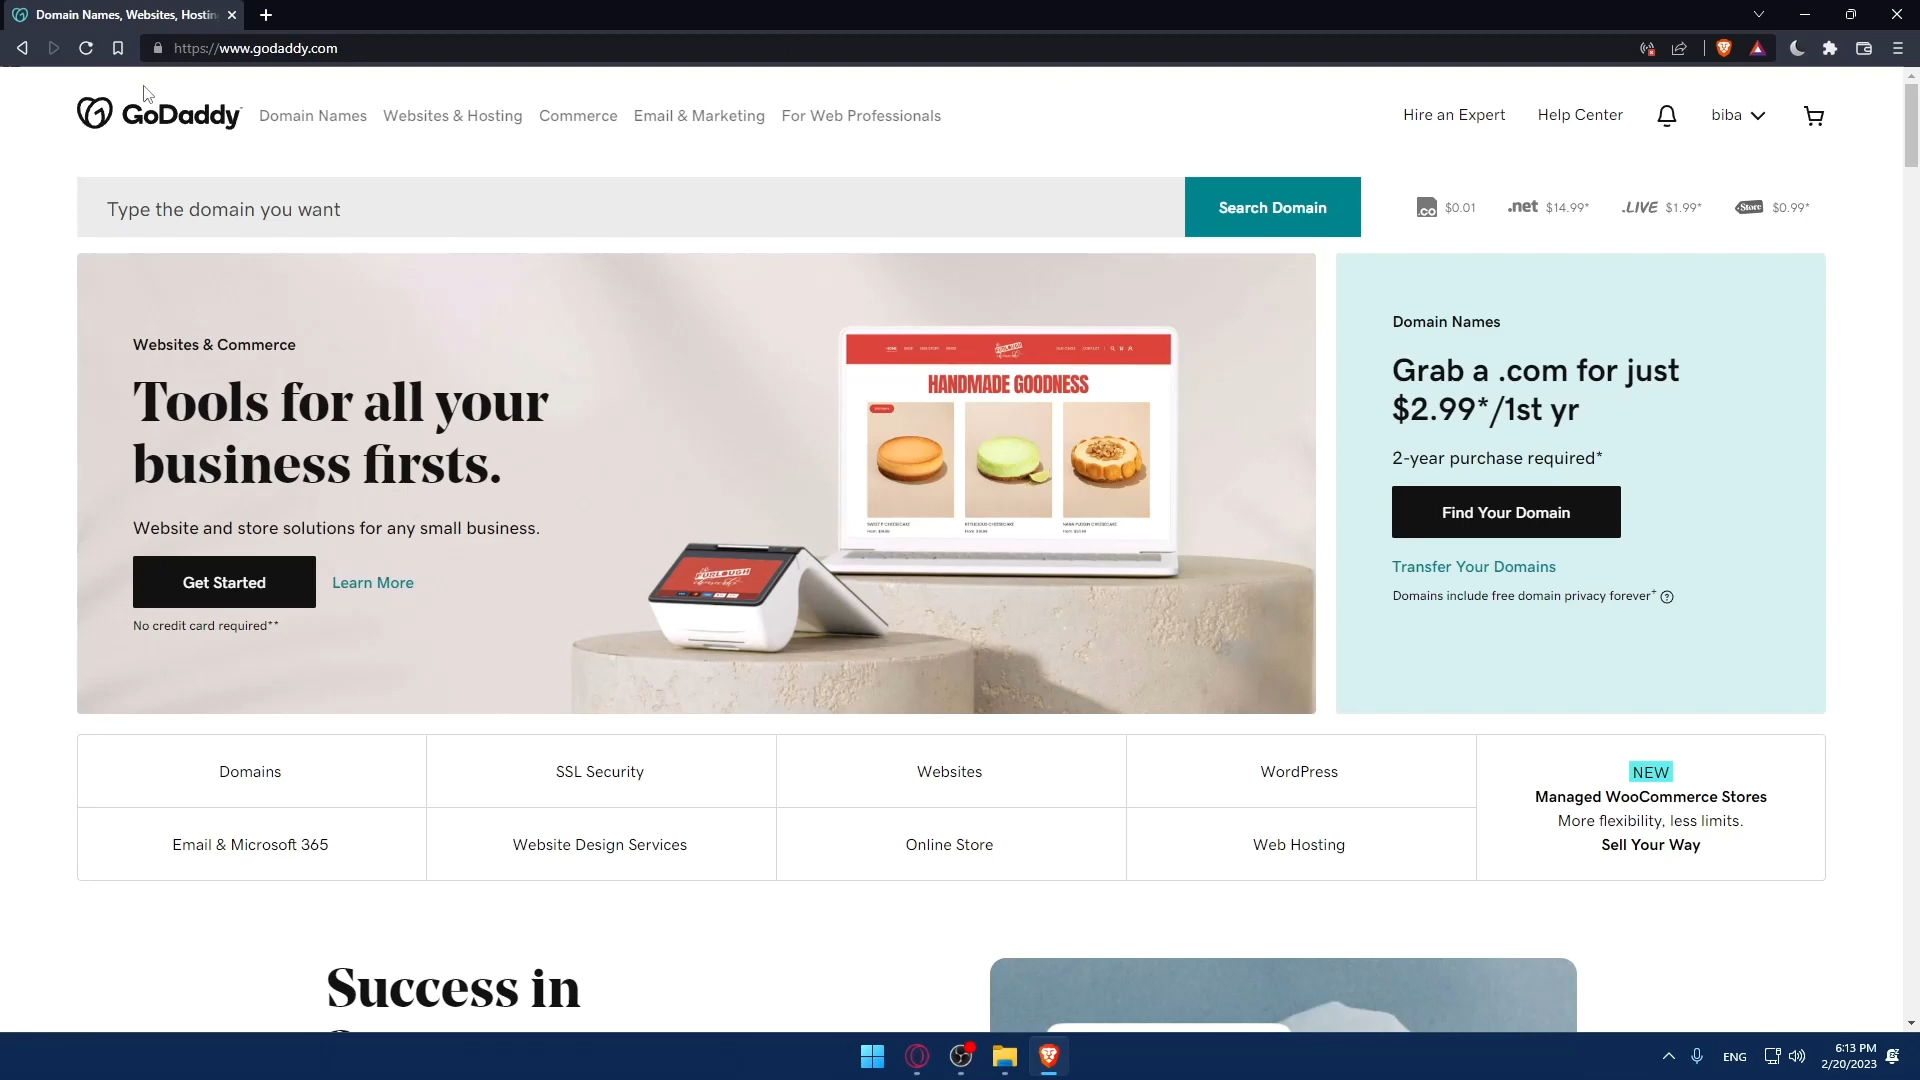 Domain Names, Websites, Hostin
https://www.godaddy.com
GoDaddy
Domain Names
Websites & Hosting
Commerce
Email & Marketing
For Web Professionals
Hire an Expert
Help Center
biba
Type the domain you want
Search Domain
.co $0.01
.net $14.99*
.LIVE $1.99*
Store $0.99*
Websites & Commerce
Tools for all your
business firsts.
Website and store solutions for any small business.
Get Started
Learn More
No credit card required**
HANDMADE GOODNESS
Domain Names
Grab a .com for just
$2.99*/1st yr
2-year purchase required*
Find Your Domain
Transfer Your Domains
Domains include free domain privacy forever+ ?
Domains
SSL Security
Websites
WordPress
Email & Microsoft 365
Website Design Services
Online Store
Web Hosting
NEW
Managed WooCommerce Stores
More flexibility, less limits.
Sell Your Way
Success in
ENG
6:13 PM
2/20/2023